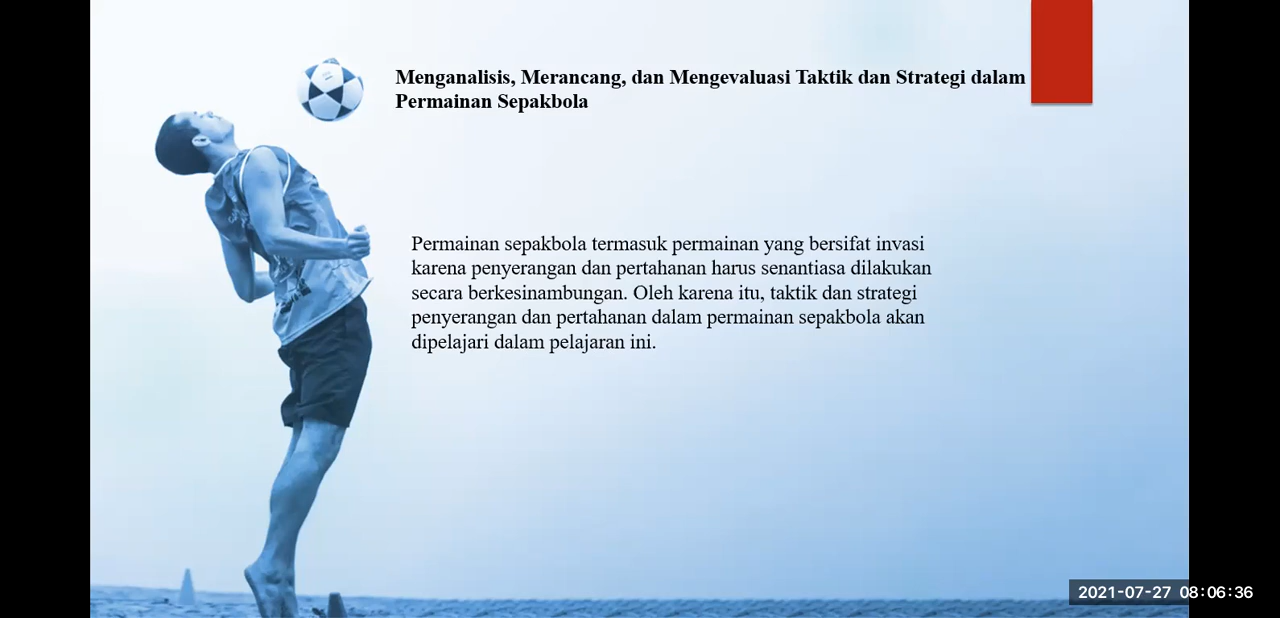 Menganalisis, Merancang, dan Mengevaluasi Taktik dan Strategi dalam
Permainan Sepakbola
Permainan sepakbola termasuk permainan yang bersifat invasi
karena penyerangan dan pertahanan harus senantiasa dilakukan
secara berkesinambungan. Oleh karena itu, taktik dan strategi
penyerangan dan pertahanan dalam permainan sepakbola akan
dipelajari dalam pelajaran ini.
2021-07-27 08:06:36